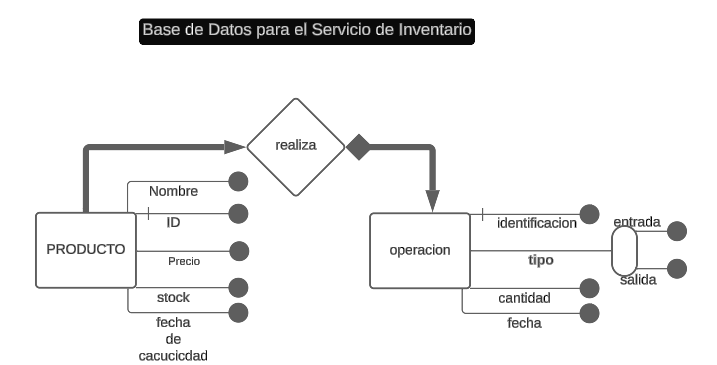 Base de Datos para el Servicio de Inventario
realiza
Nombre
ID
PRODUCTO
Precio
stock
fecha
de
cacucicdad
operacion
identificacion
tipo
entrada
salida
cantidad
fecha